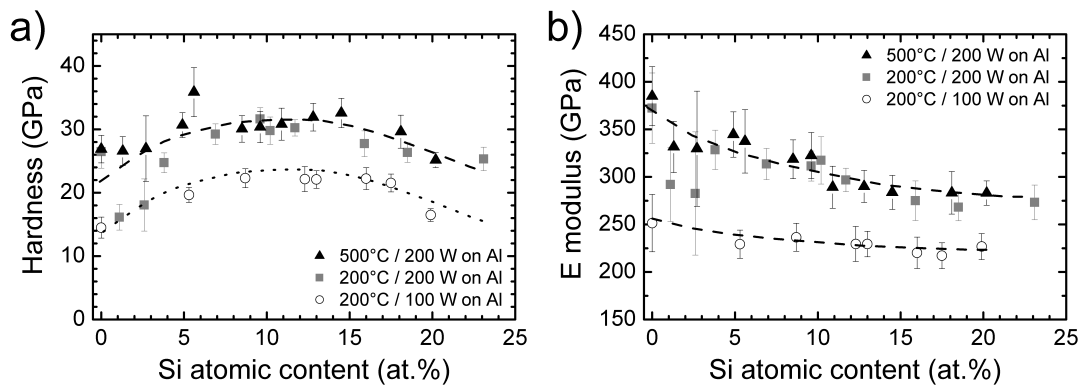 a)
Hardness (GPa)
40
30
20
10
0
500°C / 200 W on Al
200°C / 200 W on Al
200°C / 100 W on Al
0 5 10 15 20 25
Si atomic content (at.%)
b)
E modulus (GPa)
450
400
350
300
250
200
150
500°C / 200 W on Al
200°C / 200 W on Al
200°C / 100 W on Al
0 5 10 15 20 25
Si atomic content (at.%)